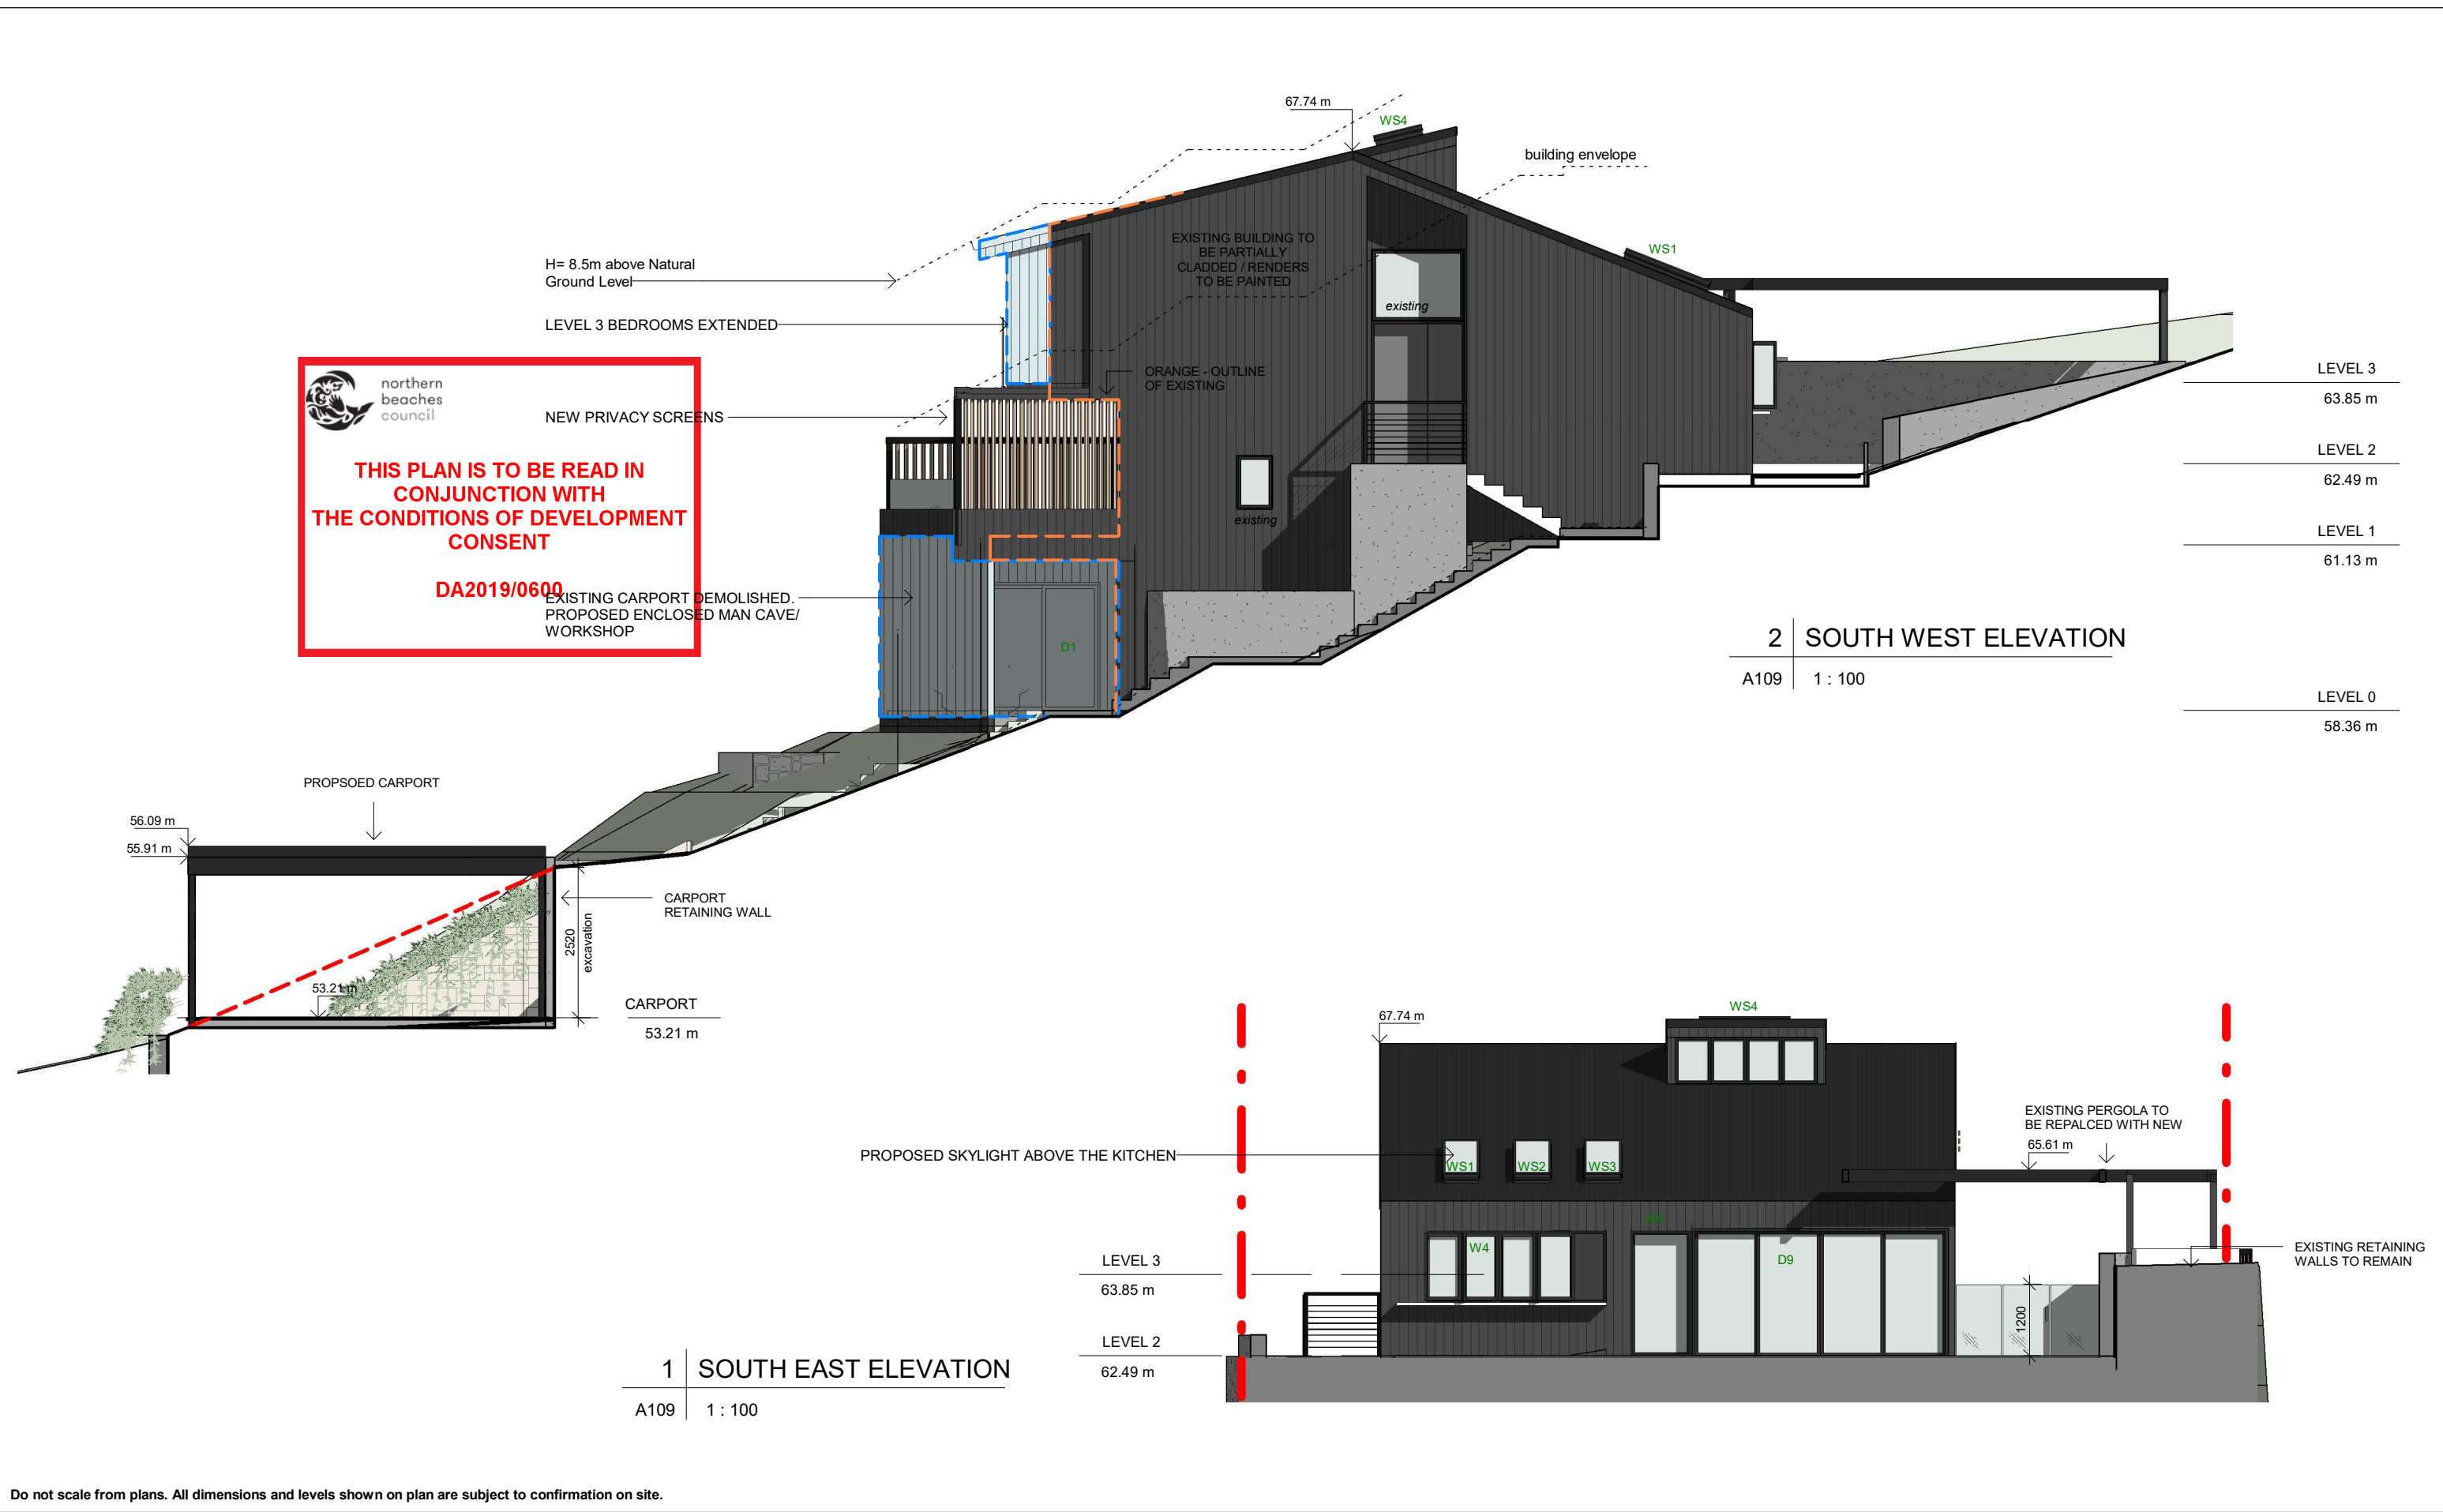 67.74 m
WS4
building envelope
WS1
H= 8.5m above Natural
Ground Level
LEVEL 3 BEDROOMS EXTENDED
NEW PRIVACY SCREENS
EXISTING BUILDING TO
BE PARTIALLY
CLADDED / RENDERS
TO BE PAINTED
existing
ORANGE - OUTLINE
OF EXISTING
existing
northern
beaches
council
THIS PLAN IS TO BE READ IN
CONJUNCTION WITH
THE CONDITIONS OF DEVELOPMENT
CONSENT
DA2019/0600
EXISTING CARPORT DEMOLISHED.
PROPOSED ENCLOSED MAN CAVE/
WORKSHOP
D1
LEVEL 3
63.85 m
LEVEL 2
62.49 m
LEVEL 1
61.13 m
LEVEL 0
58.36 m
2 SOUTH WEST ELEVATION
A109 1 : 100
PROPSOED CARPORT
56.09 m
55.91 m
CARPORT
RETAINING WALL
2520
excavation
53.21 m
CARPORT
53.21 m
WS4
67.74 m
PROPOSED SKYLIGHT ABOVE THE KITCHEN
WS1
WS2
WS3
EXISTING PERGOLA TO
BE REPALCED WITH NEW
65.61 m
W4
D9
1200
EXISTING RETAINING
WALLS TO REMAIN
LEVEL 3
63.85 m
LEVEL 2
62.49 m
1 SOUTH EAST ELEVATION
A109 1 : 100
Do not scale from plans. All dimensions and levels shown on plan are subject to confirmation on site.